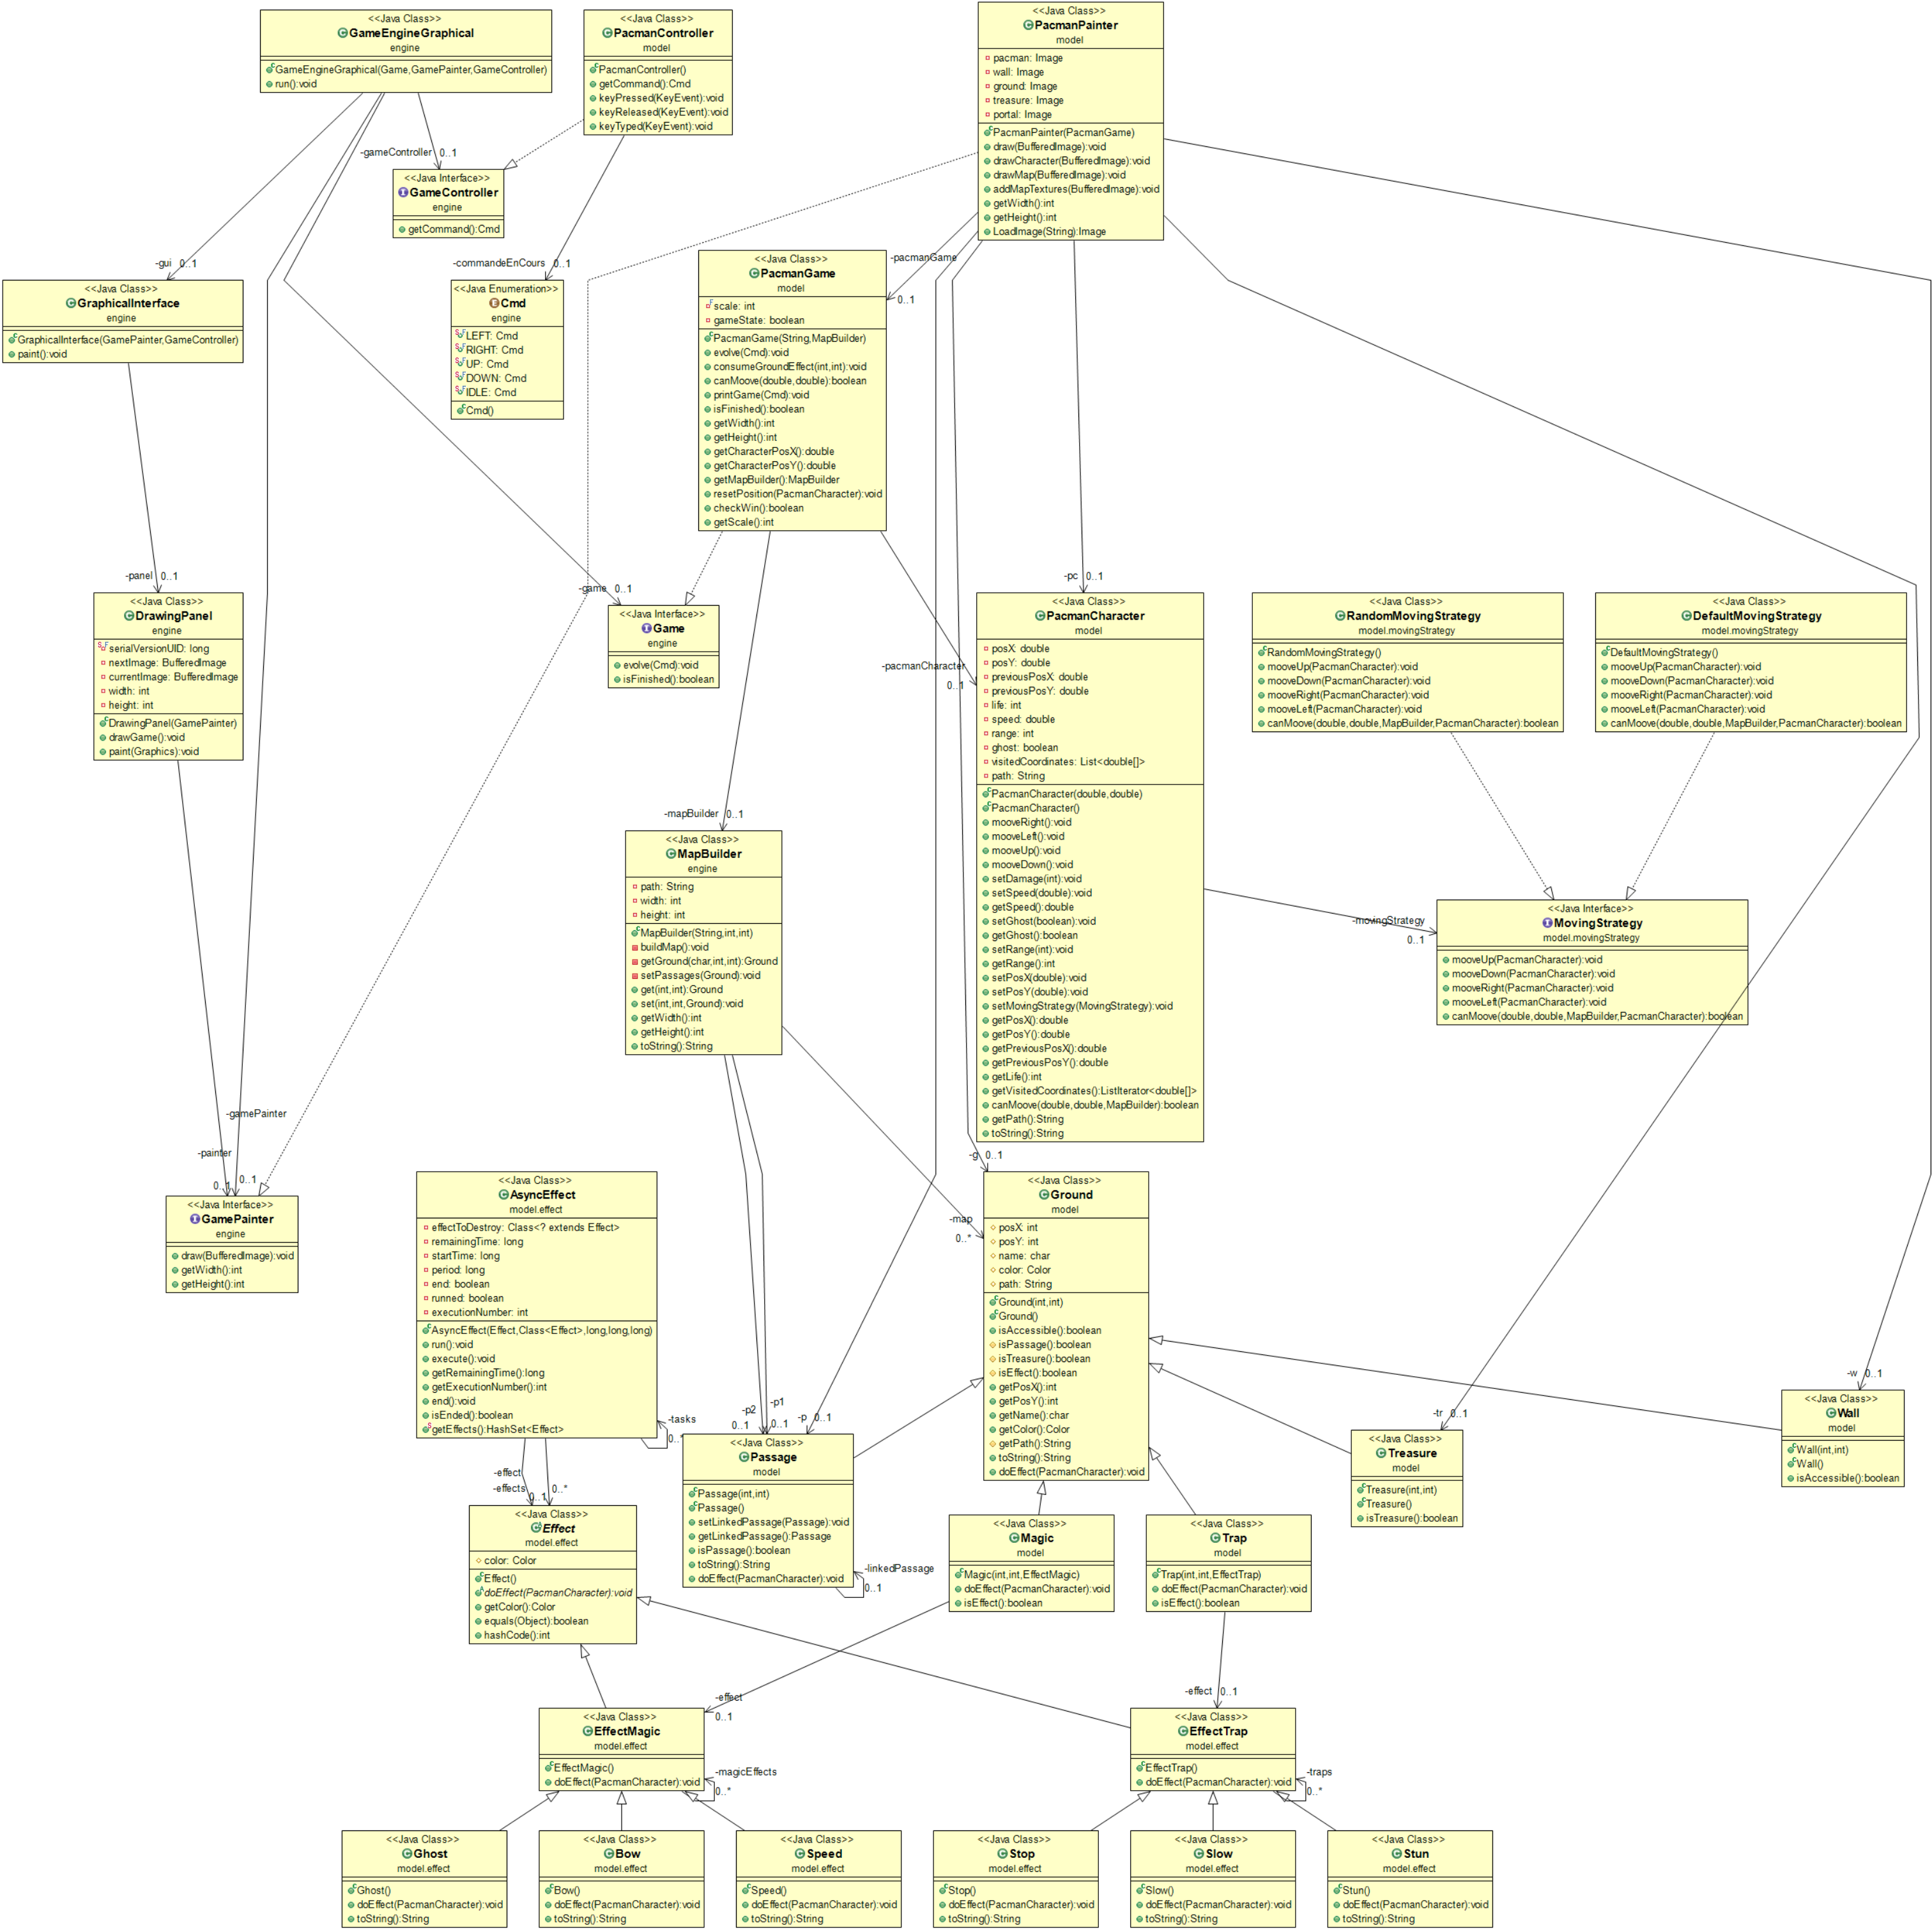 <<Java Class>>
GameEngineGraphical
engine
GameEngineGraphical(Game,GamePainter,GameController)
run():void
<<Java Class>>
PacmanController
model
PacmanController()
getCommand():Cmd
keyPressed(KeyEvent):void
keyReleased(KeyEvent):void
keyTyped(KeyEvent):void
<<Java Class>>
PacmanPainter
model
pacman: Image
wall: Image
ground: Image
treasure: Image
portal: Image
PacmanPainter(PacmanGame)
draw(BufferedImage):void
drawCharacter(BufferedImage):void
drawMap(BufferedImage):void
addMapTextures(BufferedImage):void
getWidth():int
getHeight():int
LoadImage(String):Image
-gameController 0..1
<<Java Interface>>
GameController
engine
getCommand():Cmd
-gui 0..1
-commandeEnCours 0..1
-pacmanGame
0..1
<<Java Class>>
GraphicalInterface
engine
GraphicalInterface(GamePainter,GameController)
paint():void
<<Java Enumeration>>
Cmd
engine
LEFT: Cmd
RIGHT: Cmd
UP: Cmd
DOWN: Cmd
IDLE: Cmd
Cmd()
<<Java Class>>
PacmanGame
model
scale: int
gameState: boolean
PacmanGame(String,MapBuilder)
evolve(Cmd):void
consumeGroundEffect(int,int):void
canMoove(double,double):boolean
printGame(Cmd):void
isFinished():boolean
getWidth():int
getHeight():int
getCharacterPosX():double
getCharacterPosY():double
getMapBuilder():MapBuilder
resetPosition(PacmanCharacter):void
checkWin():boolean
getScale():int
-panel 0..1
-game 0..1
-pc 0..1
<<Java Class>>
DrawingPanel
engine
serialVersionUID: long
nextImage: BufferedImage
currentImage: BufferedImage
width: int
height: int
DrawingPanel(GamePainter)
drawGame():void
paint(Graphics):void
<<Java Interface>>
Game
engine
evolve(Cmd):void
isFinished():boolean
-pacmanCharacter
0..1
<<Java Class>>
PacmanCharacter
model
posX: double
posY: double
previousPosX: double
previousPosY: double
life: int
speed: double
range: int
ghost: boolean
visitedCoordinates: List<double[]>
path: String
PacmanCharacter(double,double)
PacmanCharacter()
mooveRight():void
mooveLeft():void
mooveUp():void
mooveDown():void
setDamage(int):void
setSpeed(double):void
getSpeed():double
setGhost(boolean):void
getGhost():boolean
setRange(int):void
getRange():int
setPosX(double):void
setPosY(double):void
setMovingStrategy(MovingStrategy):void
getPosX():double
getPosY():double
getPreviousPosX():double
getPreviousPosY():double
getLife():int
getVisitedCoordinates():ListIterator<double[]>
canMoove(double,double,MapBuilder):boolean
getPath():String
toString():String
<<Java Class>>
RandomMovingStrategy
model.movingStrategy
RandomMovingStrategy()
mooveUp(PacmanCharacter):void
mooveDown(PacmanCharacter):void
mooveRight(PacmanCharacter):void
mooveLeft(PacmanCharacter):void
canMoove(double,double,MapBuilder,PacmanCharacter):boolean
<<Java Class>>
DefaultMovingStrategy
model.movingStrategy
DefaultMovingStrategy()
mooveUp(PacmanCharacter):void
mooveDown(PacmanCharacter):void
mooveRight(PacmanCharacter):void
mooveLeft(PacmanCharacter):void
canMoove(double,double,MapBuilder,PacmanCharacter):boolean
-mapBuilder 0..1
<<Java Class>>
MapBuilder
engine
path: String
width: int
height: int
MapBuilder(String,int,int)
buildMap():void
getGround(char,int,int):Ground
setPassages(Ground):void
get(int,int):Ground
set(int,int,Ground):void
getWidth():int
getHeight():int
toString():String
-movingStrategy
0..1
<<Java Interface>>
MovingStrategy
model.movingStrategy
mooveUp(PacmanCharacter):void
mooveDown(PacmanCharacter):void
mooveRight(PacmanCharacter):void
mooveLeft(PacmanCharacter):void
canMoove(double,double,MapBuilder,PacmanCharacter):boolean
-gamePainter
-painter
0..1
0..1
<<Java Interface>>
GamePainter
engine
draw(BufferedImage):void
getWidth():int
getHeight():int
<<Java Class>>
AsyncEffect
model.effect
effectToDestroy: Class<? extends Effect>
remainingTime: long
startTime: long
period: long
end: boolean
runned: boolean
executionNumber: int
AsyncEffect(Effect,Class<Effect>,long,long,long)
run():void
execute():void
getRemainingTime():long
getExecutionNumber():int
end():void
isEnded():boolean
getEffects():HashSet<Effect>
-tasks
0..*
-g 0..1
-map
0..*
<<Java Class>>
Ground
model
posX: int
posY: int
name: char
color: Color
path: String
Ground(int,int)
Ground()
isAccessible():boolean
isPassage():boolean
isTreasure():boolean
isEffect():boolean
getPosX():int
getPosY():int
getName():char
getColor():Color
getPath():String
toString():String
doEffect(PacmanCharacter):void
-w 0..1
<<Java Class>>
Wall
model
Wall(int,int)
Wall()
isAccessible():boolean
-tr 0..1
<<Java Class>>
Treasure
model
Treasure(int,int)
Treasure()
isTreasure():boolean
-p2
0..1
-p1
0..1
-p 0..1
<<Java Class>>
Passage
model
Passage(int,int)
Passage()
setLinkedPassage(Passage):void
getLinkedPassage():Passage
isPassage():boolean
toString():String
doEffect(PacmanCharacter):void
-linkedPassage
0..1
-effect
-effects
0..1
0..*
<<Java Class>>
Effect
model.effect
color: Color
Effect()
doEffect(PacmanCharacter):void
getColor():Color
equals(Object):boolean
hashCode():int
<<Java Class>>
Magic
model
Magic(int,int,EffectMagic)
doEffect(PacmanCharacter):void
isEffect():boolean
<<Java Class>>
Trap
model
Trap(int,int,EffectTrap)
doEffect(PacmanCharacter):void
isEffect():boolean
-effect
0..1
-effect 0..1
<<Java Class>>
EffectMagic
model.effect
EffectMagic()
doEffect(PacmanCharacter):void
-magicEffects
0..*
<<Java Class>>
EffectTrap
model.effect
EffectTrap()
doEffect(PacmanCharacter):void
-traps
0..*
<<Java Class>>
Ghost
model.effect
Ghost()
doEffect(PacmanCharacter):void
toString():String
<<Java Class>>
Bow
model.effect
Bow()
doEffect(PacmanCharacter):void
toString():String
<<Java Class>>
Speed
model.effect
Speed()
doEffect(PacmanCharacter):void
toString():String
<<Java Class>>
Stop
model.effect
Stop()
doEffect(PacmanCharacter):void
toString():String
<<Java Class>>
Slow
model.effect
Slow()
doEffect(PacmanCharacter):void
toString():String
<<Java Class>>
Stun
model.effect
Stun()
doEffect(PacmanCharacter):void
toString():String